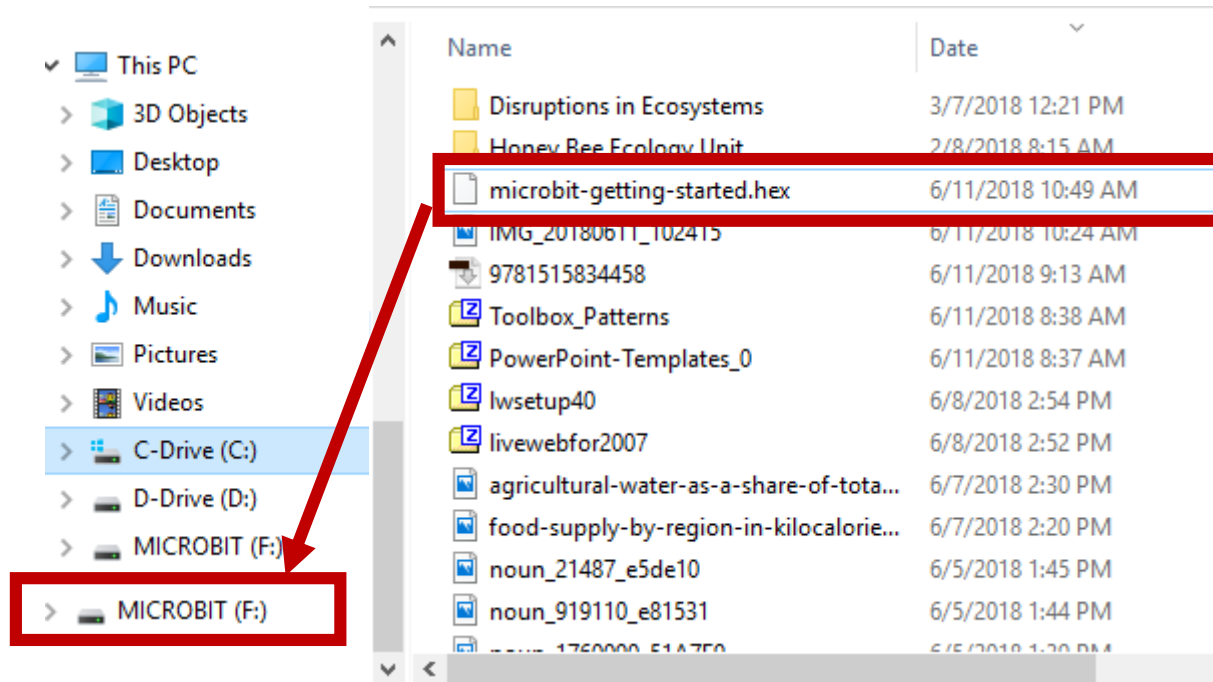 This PC
3D Objects
Desktop
Documents
Downloads
Music
Pictures
Videos
C-Drive (C:)
D-Drive (D:)
MICROBIT (F:)
MICROBIT (F:)
Name Date
Disruptions in Ecosystems 3/7/2018 12:21 PM
Honey Bee Ecology Unit 2/8/2018 8:15 AM
microbit-getting-started.hex 6/11/2018 10:49 AM
IMG_20180611_102415 6/11/2018 10:24 AM
9781515834458 6/11/2018 9:13 AM
Toolbox_Patterns 6/11/2018 8:38 AM
PowerPoint-Templates_0 6/11/2018 8:37 AM
lwsetup40 6/8/2018 2:54 PM
livewebfor2007 6/8/2018 2:52 PM
agricultural-water-as-a-share-of-tota... 6/7/2018 2:30 PM
food-supply-by-region-in-kilocalorie... 6/7/2018 2:20 PM
noun_21487_e5de10 6/5/2018 1:45 PM
noun_919110_e81531 6/5/2018 1:44 PM